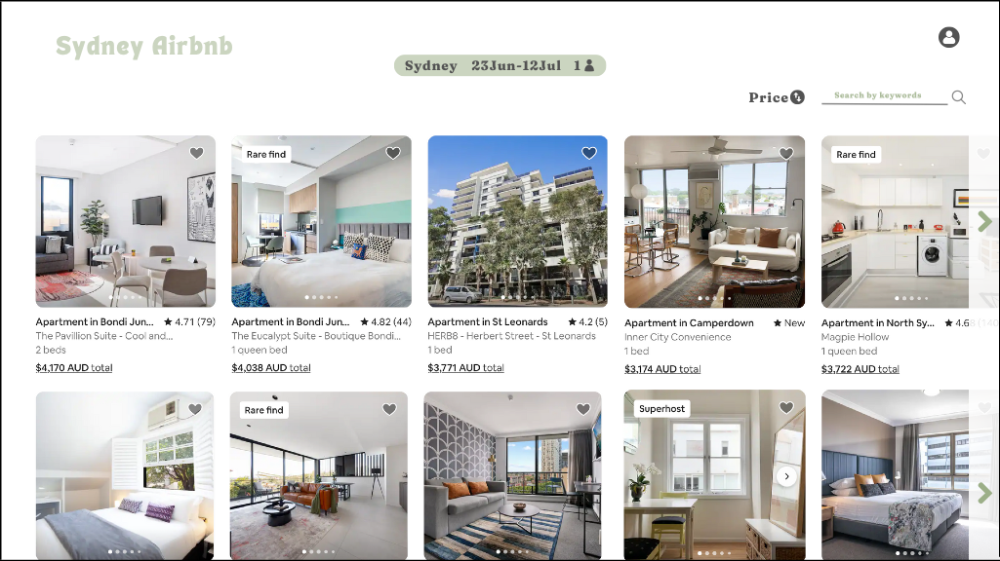 Sydney Airbnb
Sydney 23Jun-12Jul 1
Price
Search by keywords
Rare find
Rare find
Apartment in Bondi Jun... ★ 4.71 (79)
The Pavillion Suite - Cool and...
2 beds
$4,170 AUD total
Apartment in Bondi Jun... ★ 4.82 (44)
The Eucalypt Suite - Boutique Bondi...
1 queen bed
$4,038 AUD total
Apartment in St Leonards ★ 4.2 (5)
HERB8 - Herbert Street - St Leonards
1 bed
$3,771 AUD total
Apartment in Camperdown ★ New
Inner City Convenience
1 bed
$3,174 AUD total
Apartment in North Sy... ★ 4.68 (140
Magpie Hollow
1 queen bed
$3,722 AUD total
Rare find
Superhost